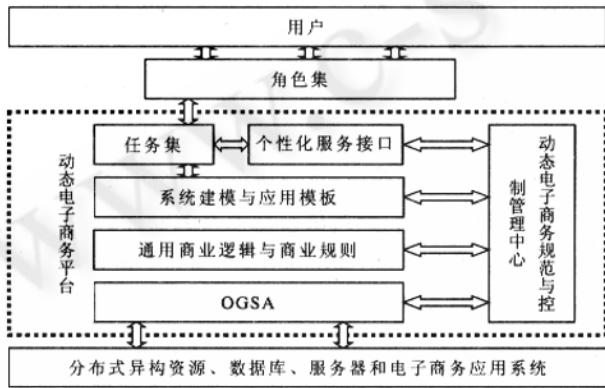 用户
角色集
动态电子商务平台
任务集
个性化服务接口
系统建模与应用模板
通用商业逻辑与商业规则
OGSA
动态电子商务规范与控
制管理中心
分布式异构资源、数据库、服务器和电子商务应用系统